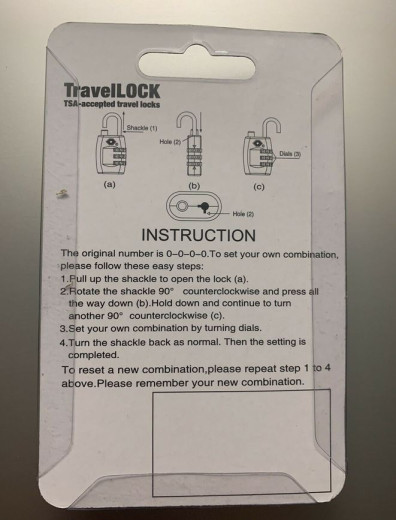 TravelLOCK
TSA-accepted travel locks
Shackle (1)
Hole (2)
Dials (3)
(a)
(b)
(c)
Hole (2)
INSTRUCTION
The original number is 0-0-0-0.To set your own combination,
please follow these easy steps:
1.Pull up the shackle to open the lock (a).
2.Rotate the shackle 90° counterclockwise and press all
the way down (b).Hold down and continue to turn
another 90° counterclockwise (c).
3.Set your own combination by turning dials.
4.Turn the shackle back as normal. Then the setting is
completed.
To reset a new combination,please repeat step 1 to 4
above.Please remember your new combination.